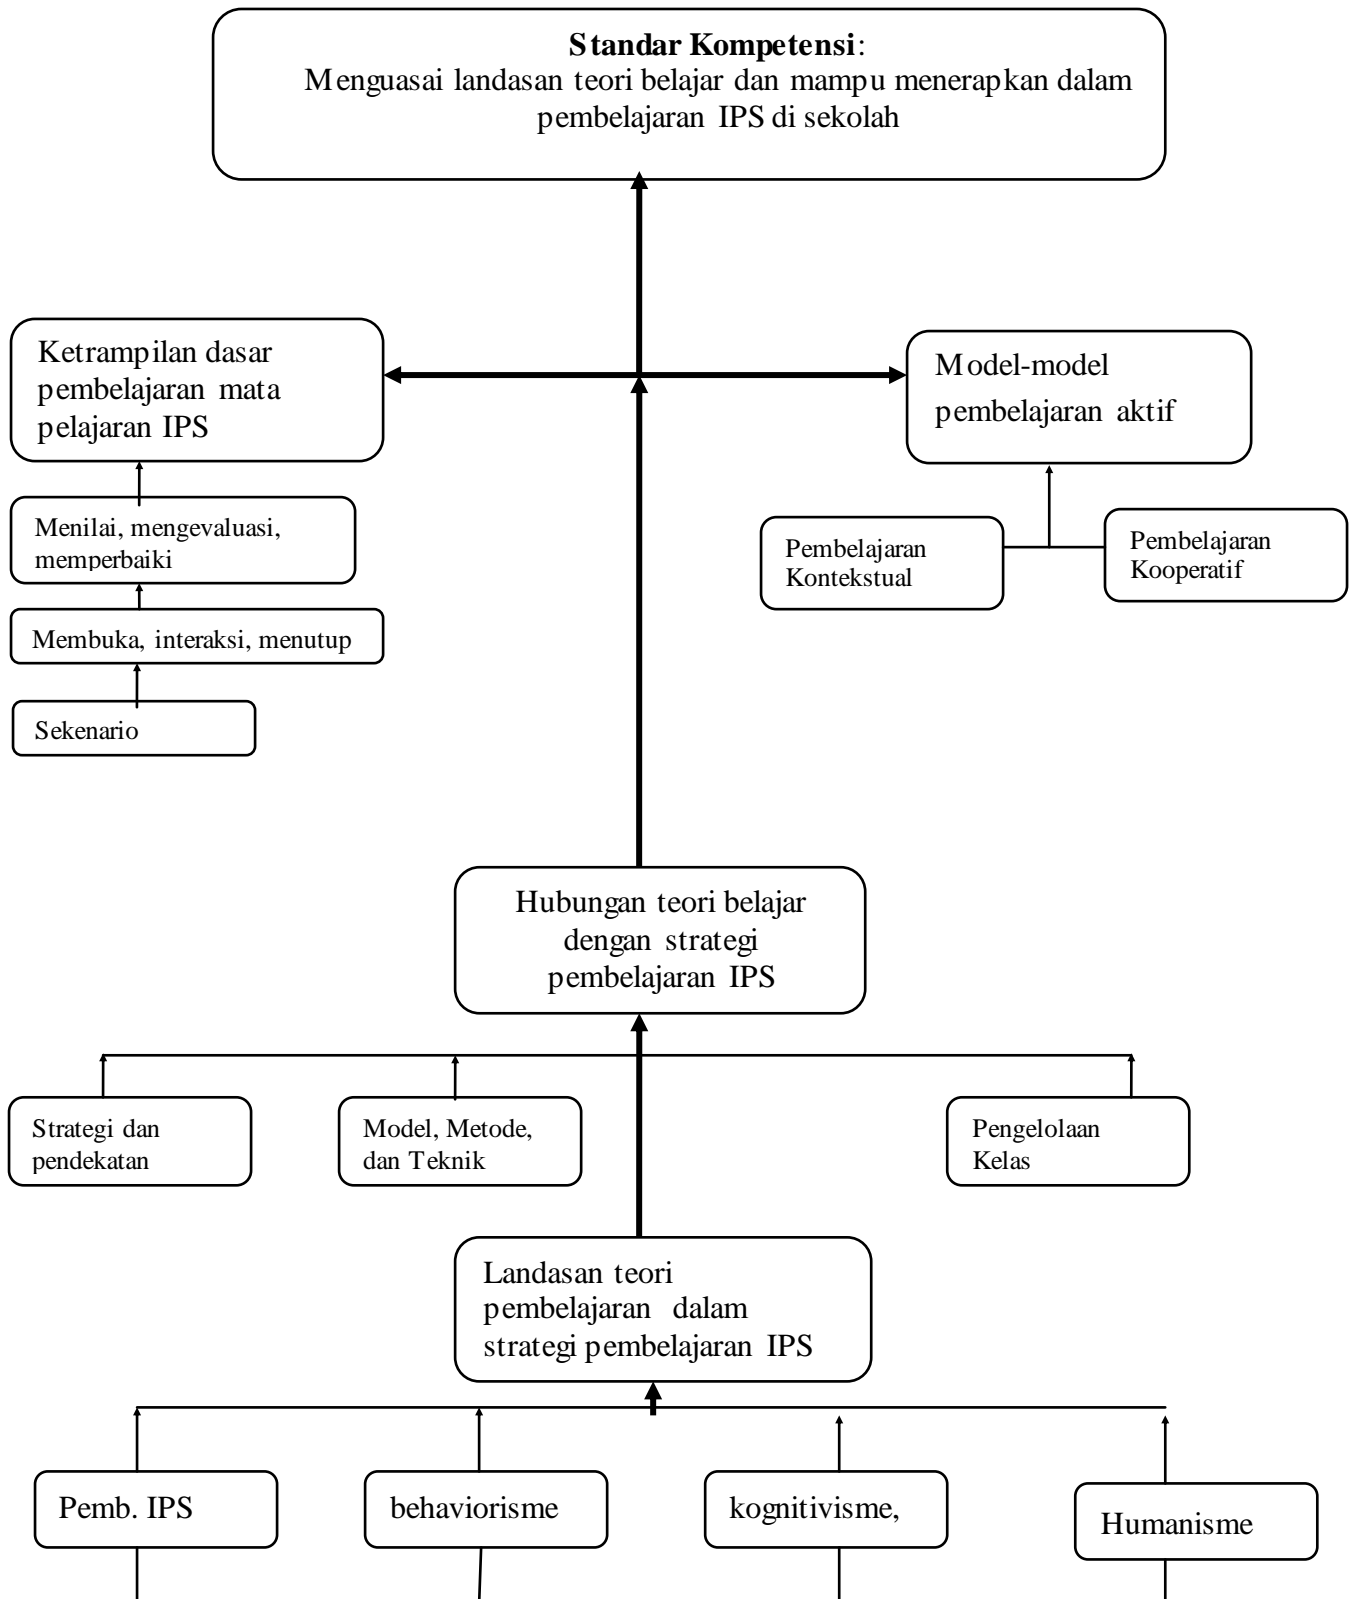 Standar Kompetensi:
Menguasai landasan teori belajar dan mampu menerapkan dalam
pembelajaran IPS di sekolah
Ketrampilan dasar
pembelajaran mata
pelajaran IPS
Model-model
pembelajaran aktif
Menilai, mengevaluasi,
memperbaiki
Pembelajaran
Kontekstual
Pembelajaran
Kooperatif
Membuka, interaksi, menutup
Sekenario
Hubungan teori belajar
dengan strategi
pembelajaran IPS
Strategi dan
pendekatan
Model, Metode,
dan Teknik
Pengelolaan
Kelas
Landasan teori
pembelajaran dalam
strategi pembelajaran IPS
Pemb. IPS
behaviorisme
kognitivisme,
Humanisme